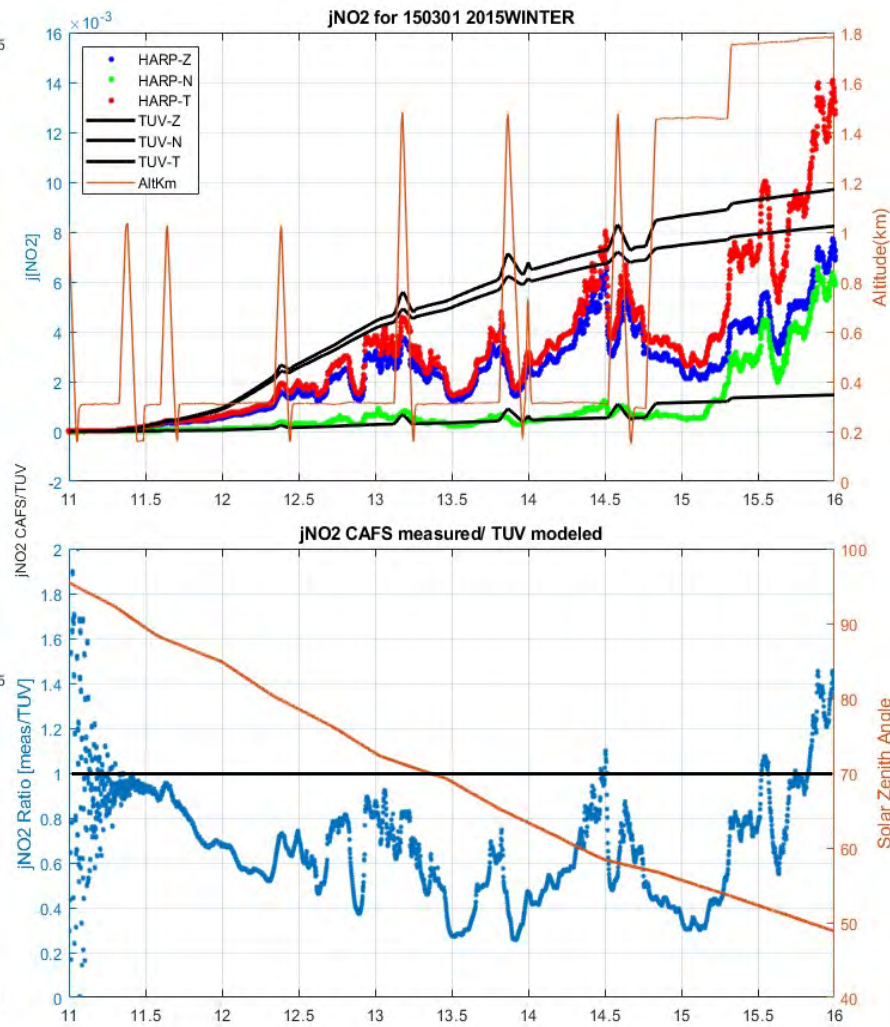 jNO2 for 150301 2015WINTER
×10⁻³
16
14
12
10
8
6
4
2
0
-2
j[NO2]
HARP-Z
HARP-N
HARP-T
TUV-Z
TUV-N
TUV-T
AltKm
1.8
1.6
1.4
1.2
1
0.8
0.6
0.4
0.2
0
Altitude(km)
11 11.5 12 12.5 13 13.5 14 14.5 15 15.5 16
jNO2 CAFS/TUV
jNO2 CAFS measured/ TUV modeled
2
1.8
1.6
1.4
1.2
1
0.8
0.6
0.4
0.2
0
jNO2 Ratio [meas/TUV]
100
90
80
70
60
50
40
Solar Zenith Angle
11 11.5 12 12.5 13 13.5 14 14.5 15 15.5 16